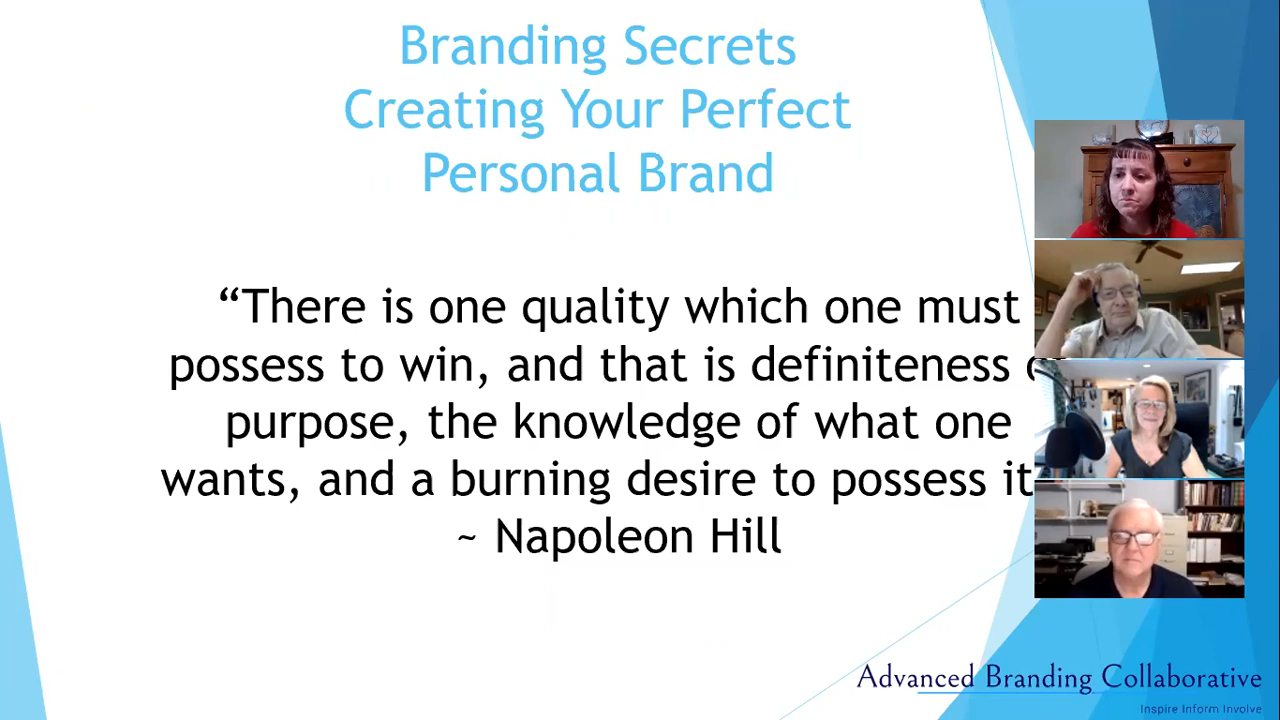 Branding Secrets
Creating Your Perfect
Personal Brand
“There is one quality which one must
possess to win, and that is definiteness
purpose, the knowledge of what one
wants, and a burning desire to possess it
~ Napoleon Hill
Advanced Branding Collaborative
Inspire Inform Involve